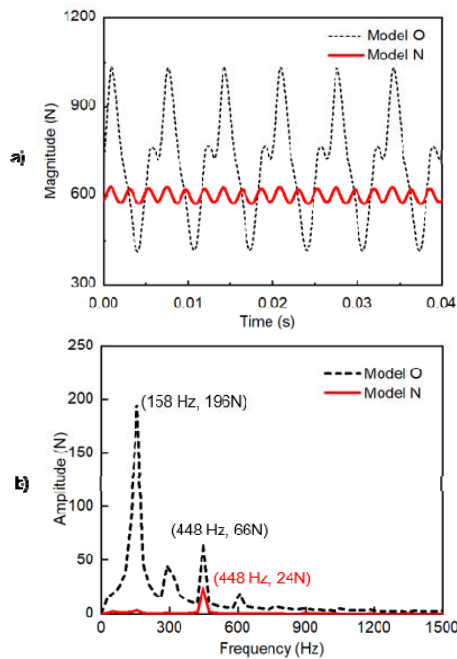 1200
900
600
300
Magnitude (N)
a)
Model O
Model N
0.00 0.01 0.02 0.03 0.04
Time (s)
250
200
150
100
50
0
Amplitude (N)
b)
Model O
Model N
(158 Hz, 196N)
(448 Hz, 66N)
(448 Hz, 24N)
0 300 600 900 1200 1500
Frequency (Hz)